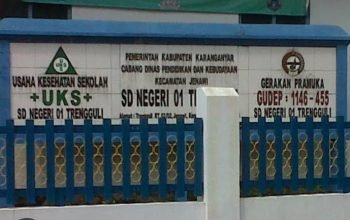 USAHA KESEHATAN SEKOLAH
UKS
SD NEGERI 01 TRENGGULI
PEMERINTAH KABUPATEN KARANGANYAR
CABANG DINAS PENDIDIKAN DAN KEBUDAYAAN
KECAMATAN JENAWI
SD NEGERI 01 T
GERAKAN PRAMUKA
GUDEP : 1146 - 455
SD NEGERI 01 TRENGGULI